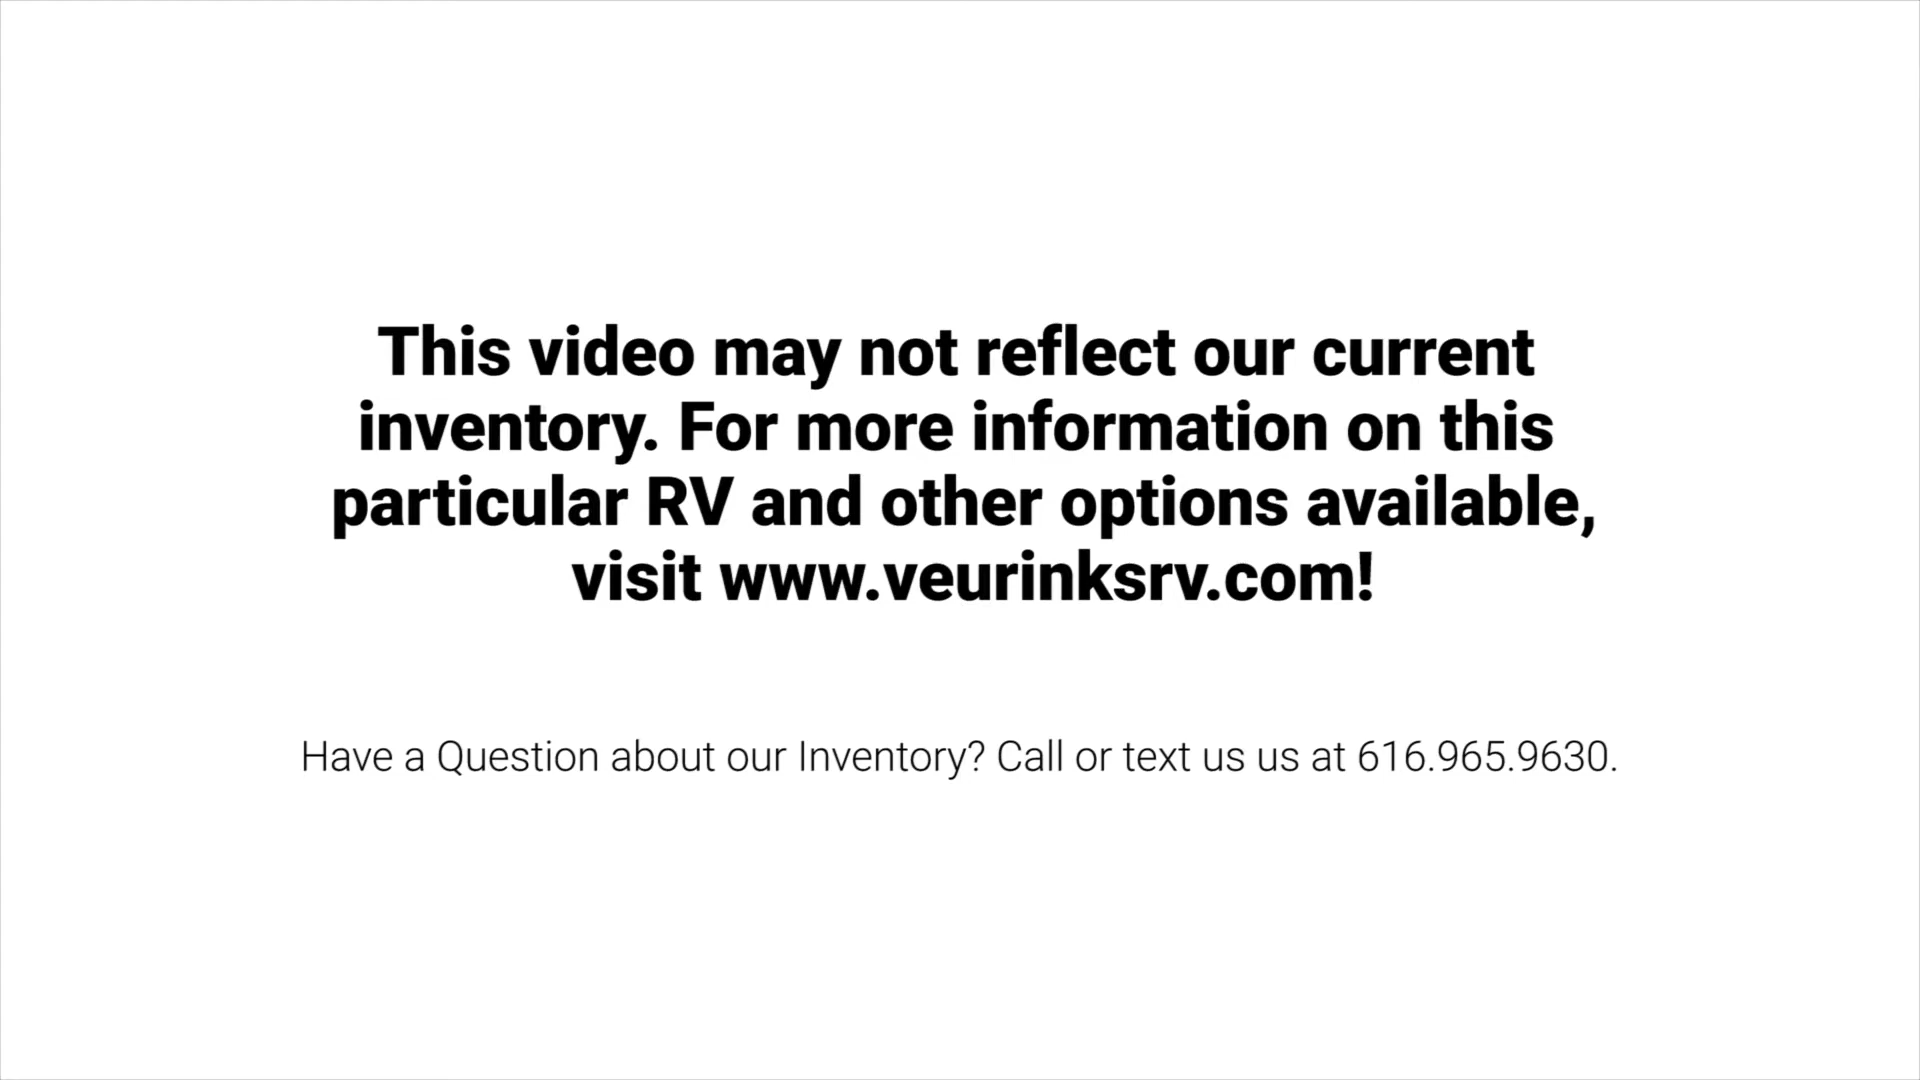 This video may not reflect our current
inventory. For more information on this
particular RV and other options available,
visit www.veurinksrv.com!
Have a Question about our Inventory? Call or text us us at 616.965.9630.